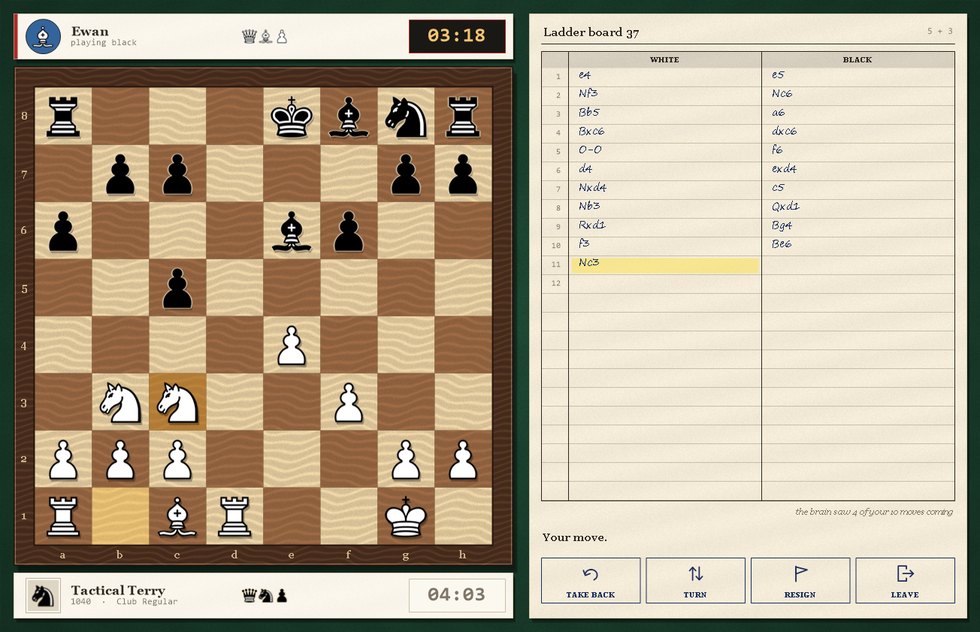 Ewan
playing black
03:18
8
7
6
5
4
3
2
1
a b c d e f g h
Tactical Terry
1040 · Club Regular
04:03
Ladder board 37
5 + 3
WHITE BLACK
1 e4 e5
2 Nf3 Nc6
3 Bb5 a6
4 Bxc6 dxc6
5 O-O f6
6 d4 exd4
7 Nxd4 c5
8 Nb3 Qxd1
9 Rxd1 Bg4
10 f3 Be6
11 Nc3
12
the brain saw 4 of your 10 moves coming
Your move.
TAKE BACK TURN RESIGN LEAVE